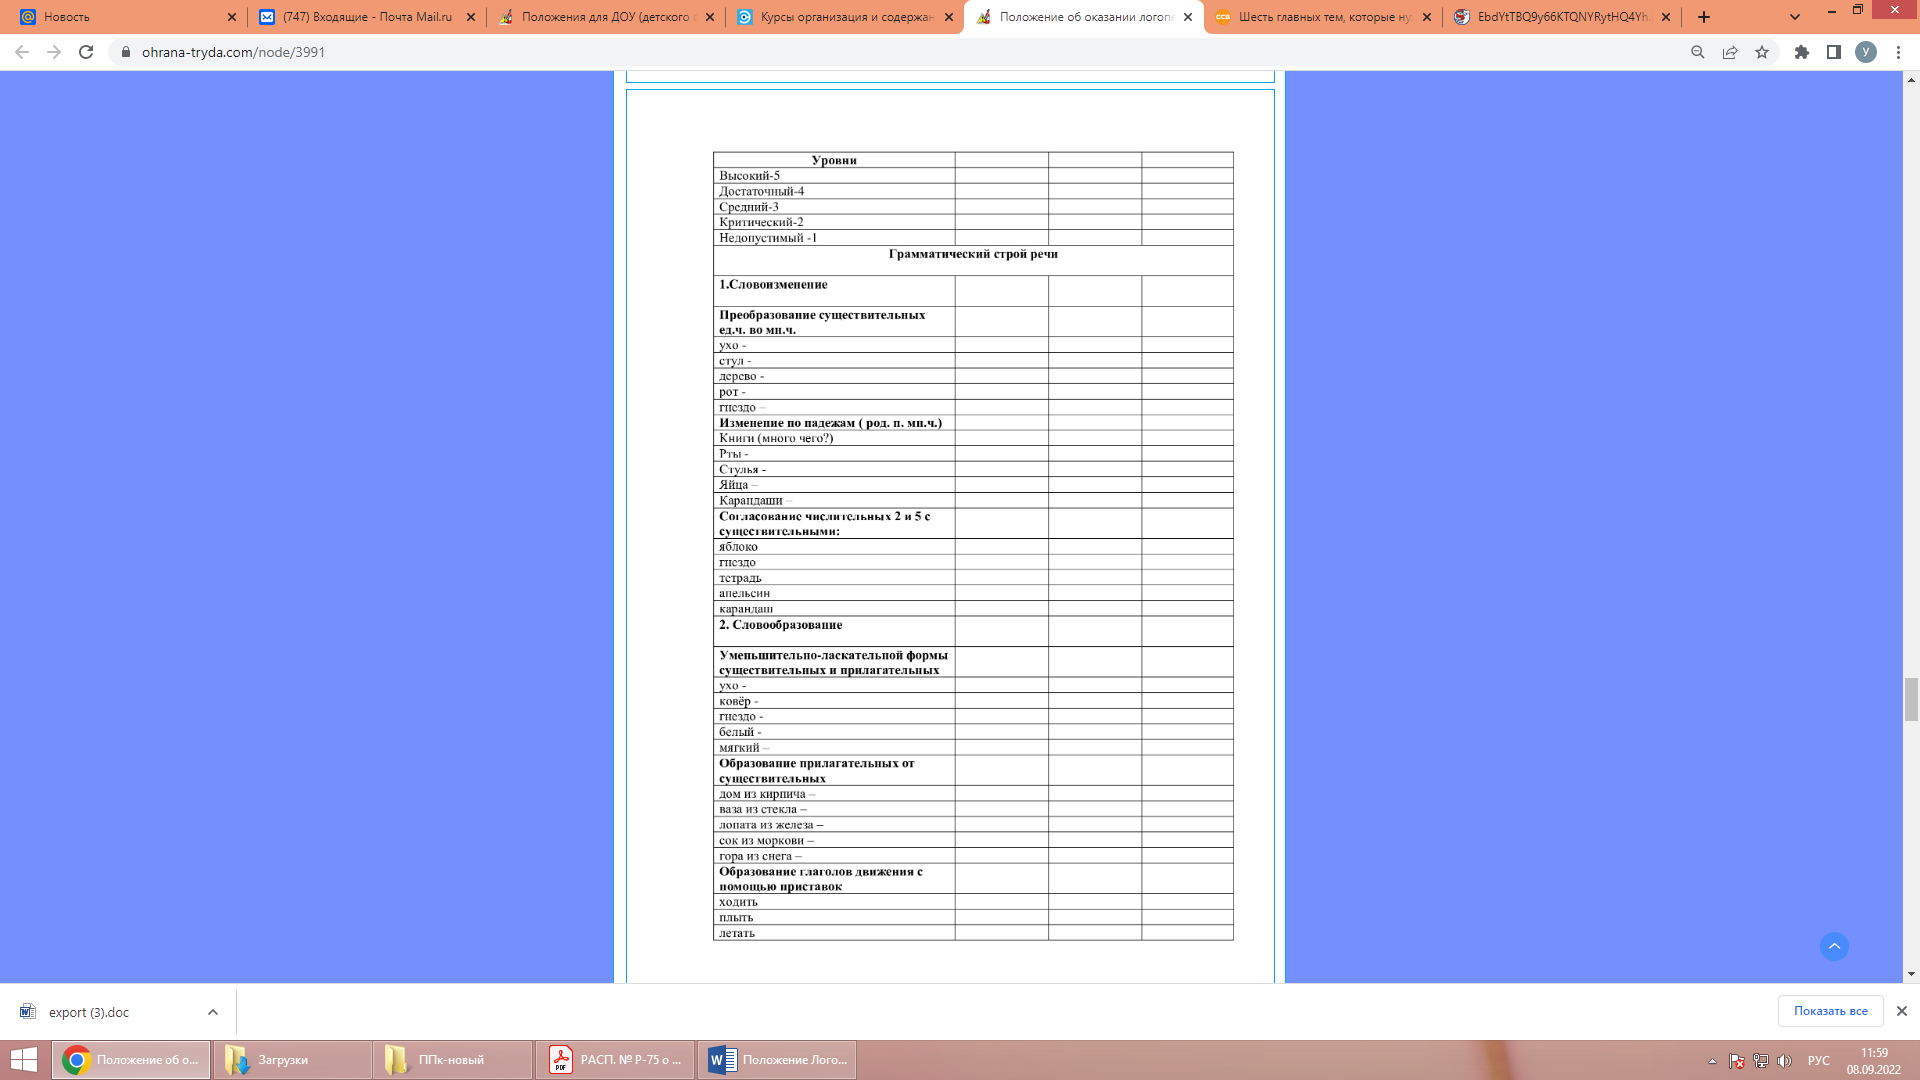 Новость
(747) Входящие - Почта Mail.ru
Положения для ДОУ (детского с
Курсы организация и содержан
Положение об оказании логопе
Шесть главных тем, которые ну
EbdYtTBQ9y66KTQNYRytHQ4Yh
ohrana-tryda.com/node/3991
У
Уровни
Высокий-5
Достаточный-4
Средний-3
Критический-2
Недопустимый -1
Грамматический строй речи
1.Словоизменение
Преобразование существительных
ед.ч. во мн.ч.
ухо -
стул -
дерево -
рот -
гнездо –
Изменение по падежам ( род. п. мн.ч.)
Книги (много чего?)
Рты -
Стулья -
Яйца –
Карандаши –
Согласование числительных 2 и 5 с
существительными:
яблоко
гнездо
тетрадь
апельсин
карандаш
2. Словообразование
Уменьшительно-ласкательной формы
существительных и прилагательных
ухо -
ковёр -
гнездо -
белый -
мягкий –
Образование прилагательных от
существительных
дом из кирпича –
ваза из стекла –
лопата из железа –
сок из моркови –
гора из снега –
Образование глаголов движения с
помощью приставок
ходить
плыть
летать
export (3).doc
Показать все
Положение об о...
Загрузки
ППк-новый
РАСП. № Р-75 о ...
Положение Лого...
РУС
11:59
08.09.2022